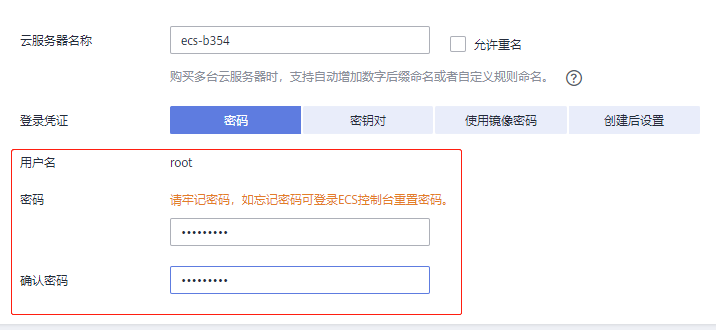 云服务器名称 ecs-b354 允许重名
购买多台云服务器时，支持自动增加数字后缀命名或者自定义规则命名。 ?
登录凭证 密码 密钥对 使用镜像密码 创建后设置
用户名 root
密码 请牢记密码，如忘记密码可登录ECS控制台重置密码。
•••••••••
确认密码 •••••••••